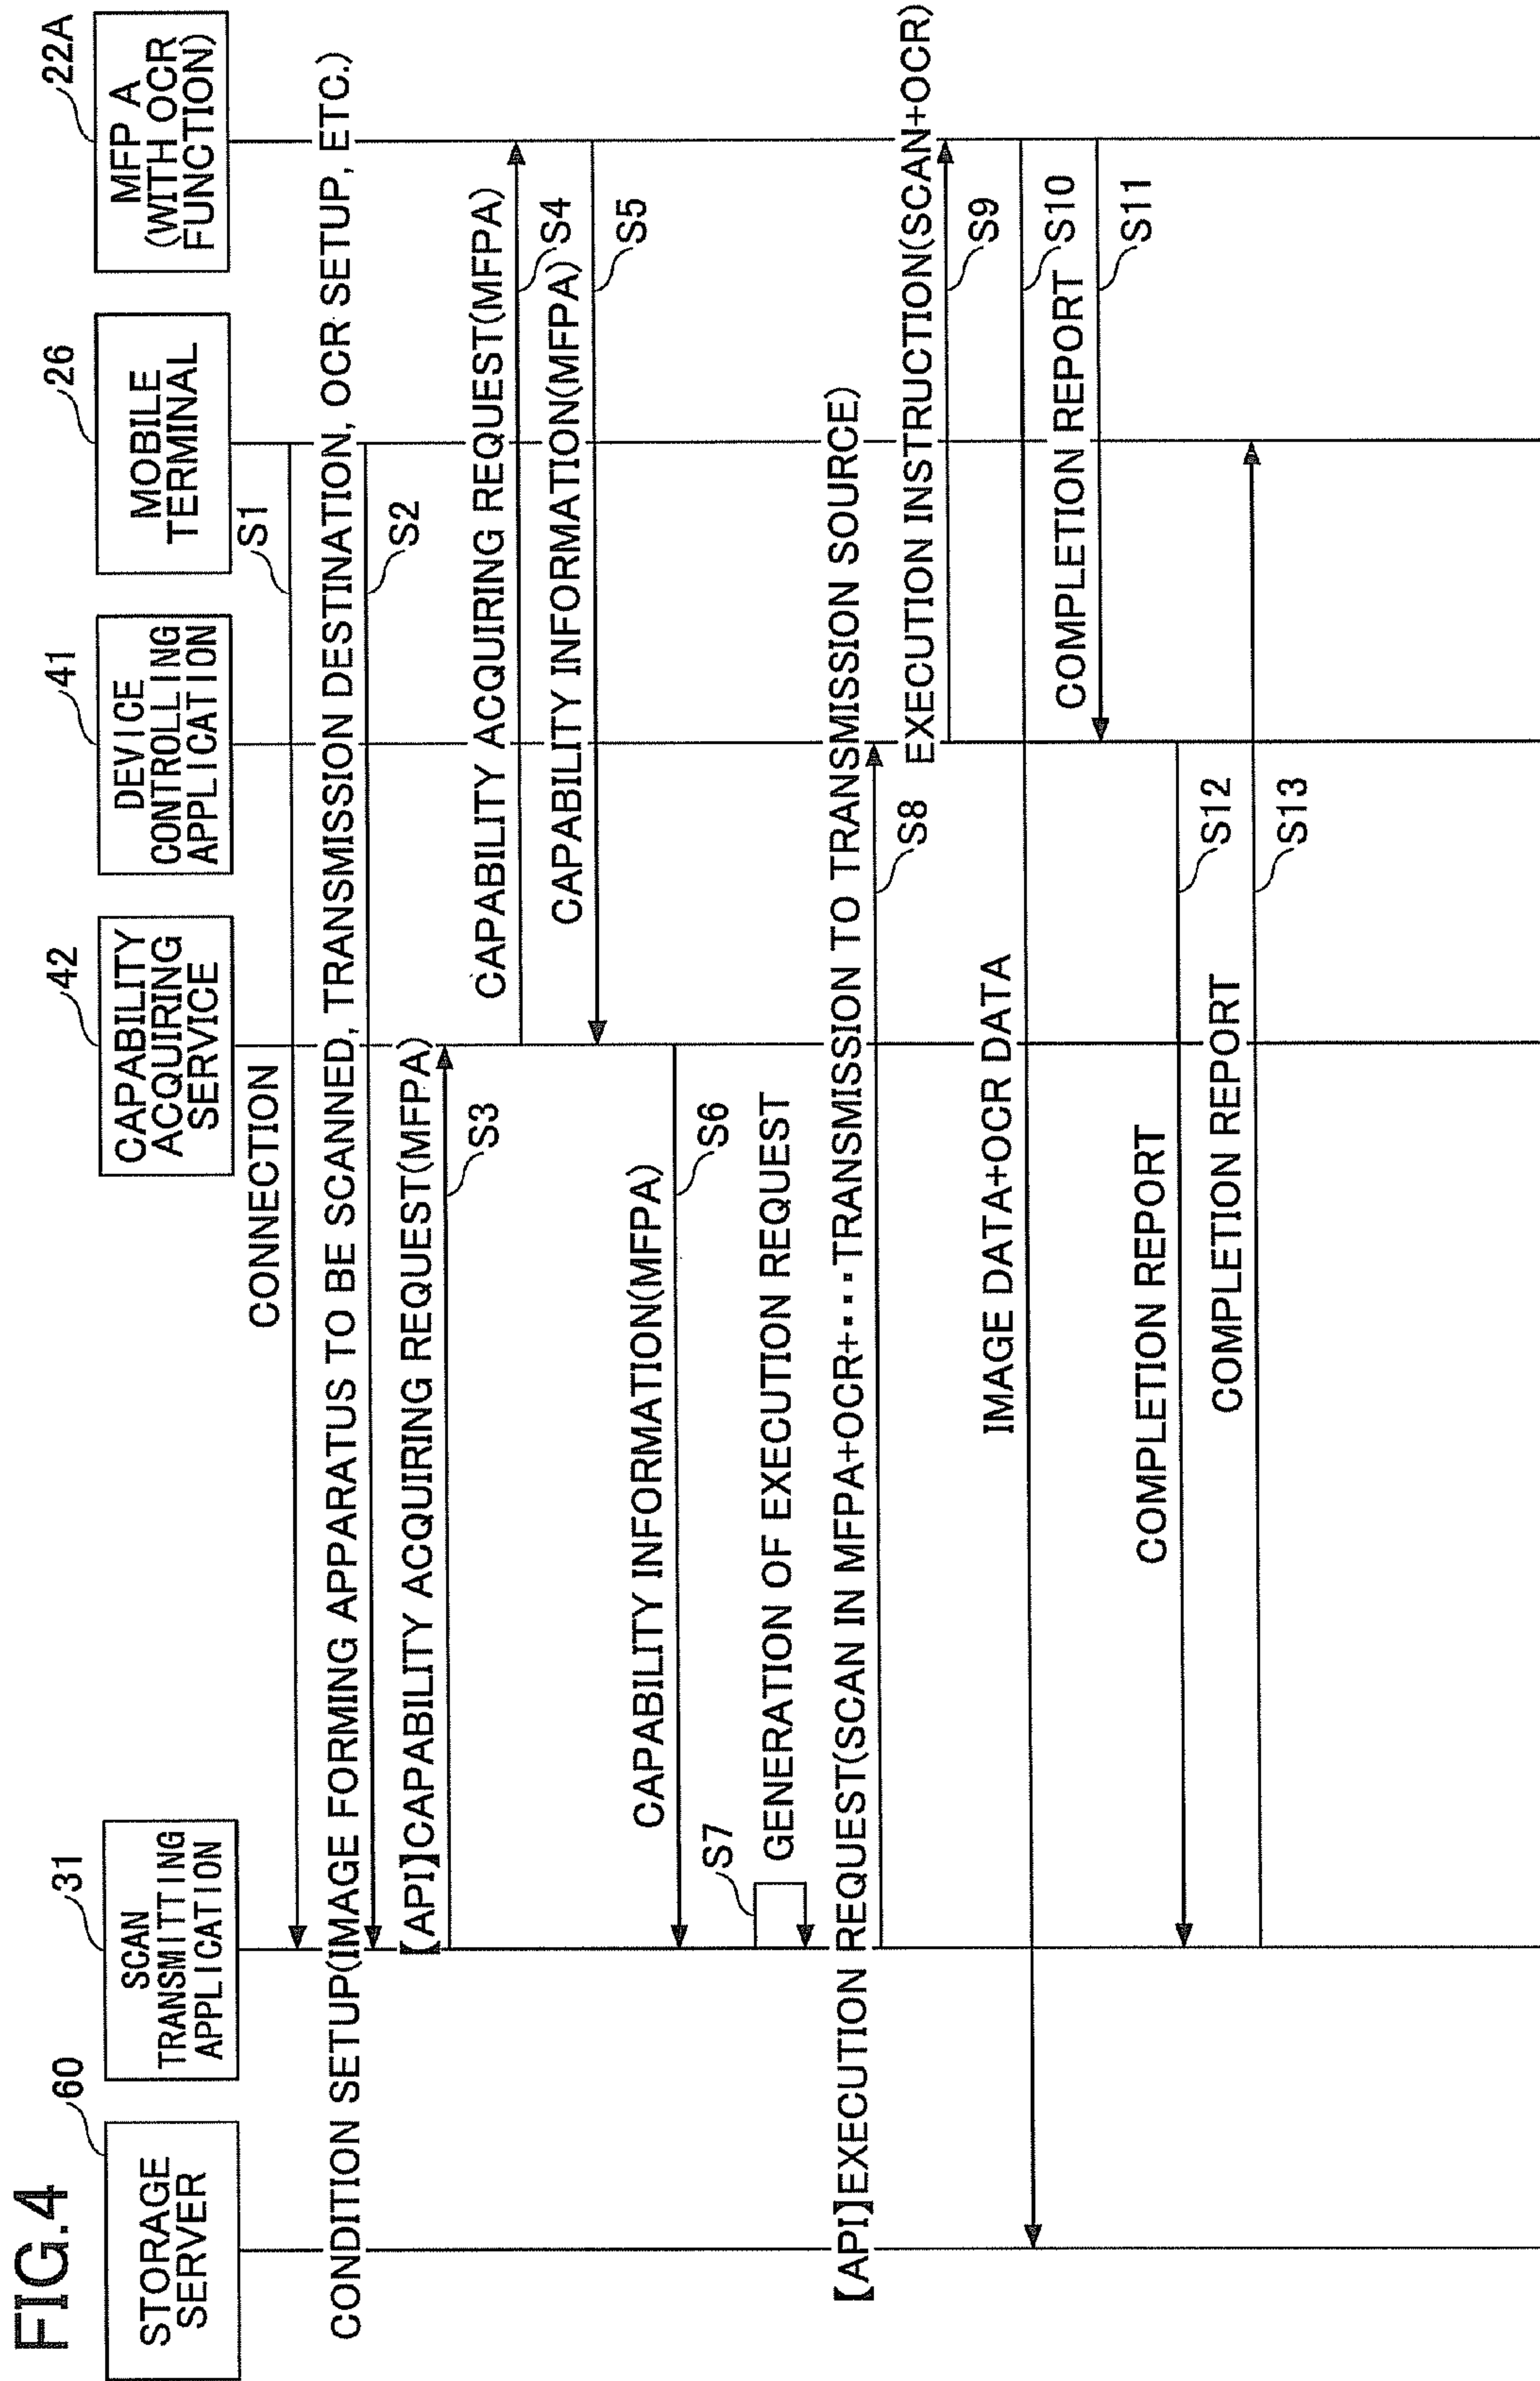 FIG.4
STORAGE
SERVER
60
SCAN
TRANSMITTING
APPLICATION
31
CAPABILITY
ACQUIRING
SERVICE
42
DEVICE
CONTROLLING
APPLICATION
41
MOBILE
TERMINAL
26
MFP A
(WITH OCR
FUNCTION)
22A
CONNECTION
S1
CONDITION SETUP(IMAGE FORMING APPARATUS TO BE SCANNED, TRANSMISSION DESTINATION, OCR SETUP, ETC.)
S2
【API】CAPABILITY ACQUIRING REQUEST(MFPA)
S3
CAPABILITY ACQUIRING REQUEST(MFPA)
S4
CAPABILITY INFORMATION(MFPA)
S5
CAPABILITY INFORMATION(MFPA)
S6
S7
GENERATION OF EXECUTION REQUEST
【API】EXECUTION REQUEST(SCAN IN MFPA+OCR+･･･TRANSMISSION TO TRANSMISSION SOURCE)
S8
EXECUTION INSTRUCTION(SCAN+OCR)
S9
IMAGE DATA+OCR DATA
S10
COMPLETION REPORT
S11
COMPLETION REPORT
S12
COMPLETION REPORT
S13